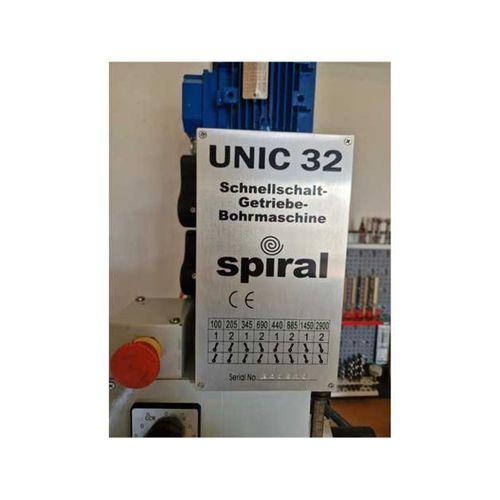 UNIC 32
Schnellschalt-
Getriebe-
Bohrmaschine
spiral
CE
100 205 345 690 440 885 1450 2900
1 2 1 2 1 2 1 2
Serial No